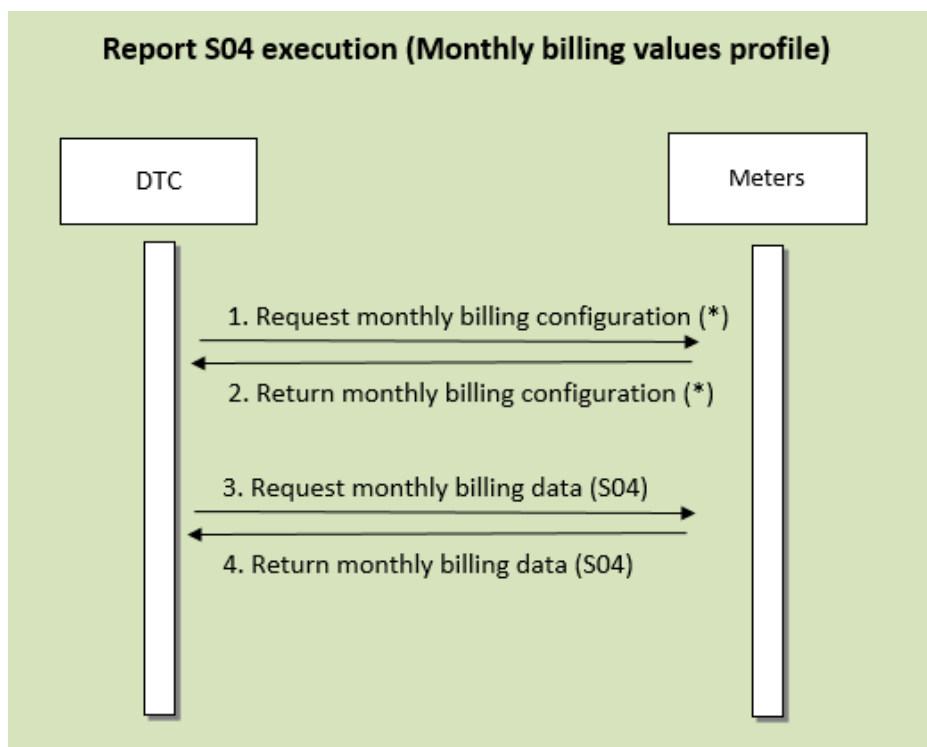 Report S04 execution (Monthly billing values profile)
DTC
Meters
1. Request monthly billing configuration (*)
2. Return monthly billing configuration (*)
3. Request monthly billing data (S04)
4. Return monthly billing data (S04)